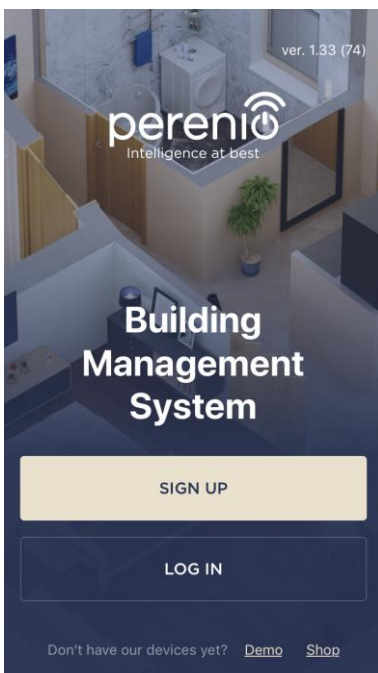 ver. 1.33 (74)
perenio
Intelligence at best
Building
Management
System
SIGN UP
LOG IN
Don't have our devices yet? Demo Shop